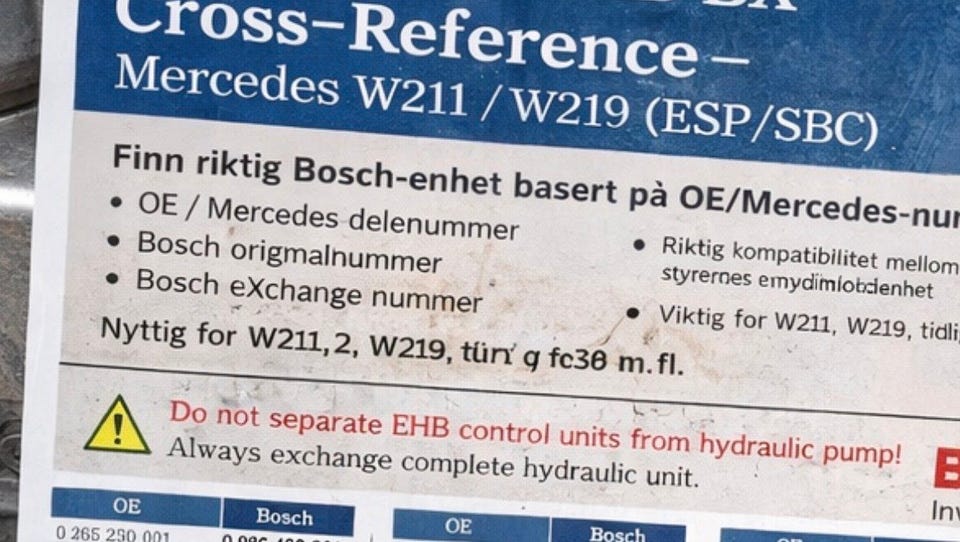 Cross-Reference –
Mercedes W211 / W219 (ESP/SBC)
Finn riktig Bosch-enhet basert på OE/Mercedes-nu
• OE / Mercedes delenummer
• Bosch origmalnummer
• Bosch eXchange nummer
• Riktig kompatibilitet mellom
styrernes
• Viktig for W211, W219, tidli
Nyttig for W211,2, W219, m.fl.
Do not separate EHB control units from hydraulic pump!
Always exchange complete hydraulic unit.
B
Inv
OE Bosch OE Bosch
0 265 250 001